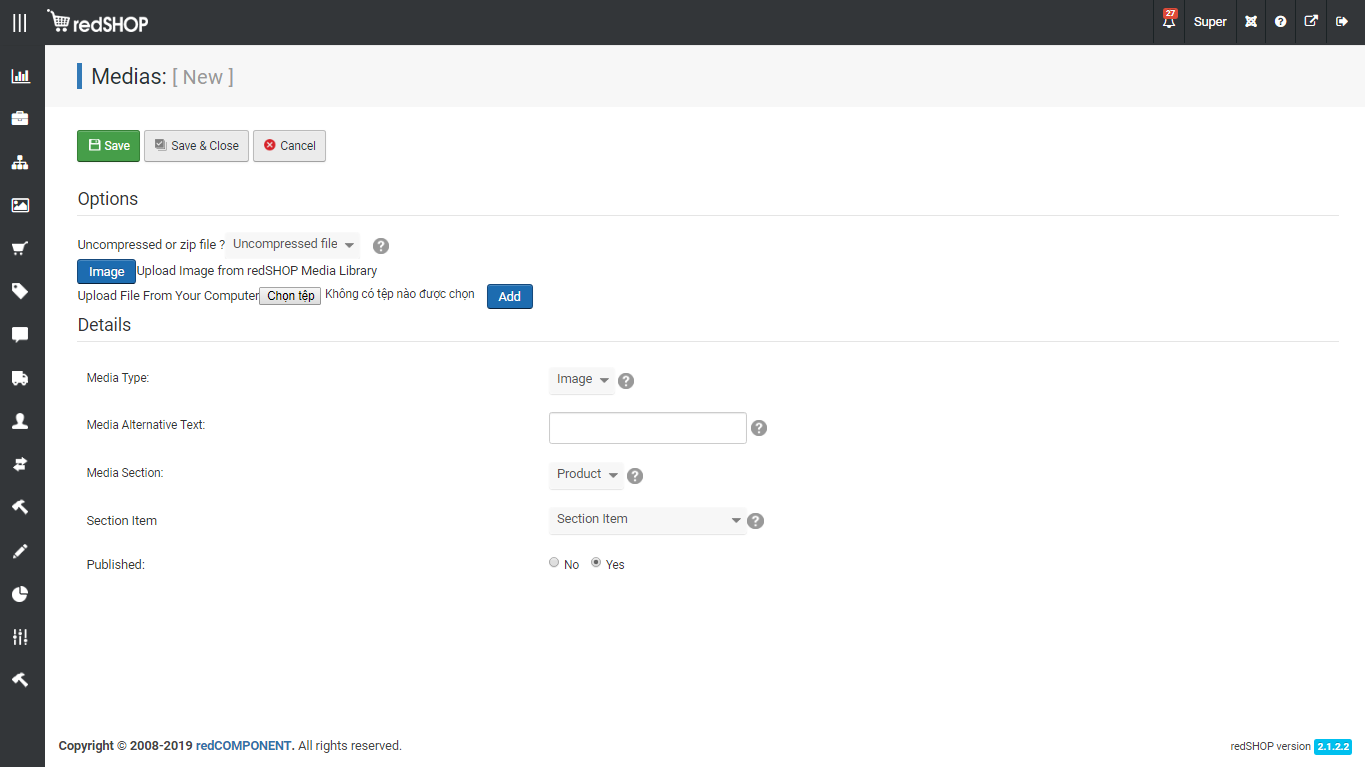 redSHOP 27 Super
Medias: [ New ]
Save Save & Close Cancel
Options
Uncompressed or zip file ? Uncompressed file
Image Upload Image from redSHOP Media Library
Upload File From Your Computer Chọn tệp Không có tệp nào được chọn Add
Details
Media Type: Image
Media Alternative Text:
Media Section: Product
Section Item Section Item
Published: No Yes
Copyright © 2008-2019 redCOMPONENT. All rights reserved. redSHOP version 2.1.2.2